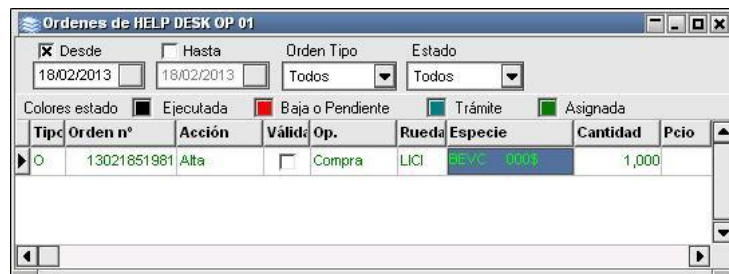 Ordenes de HELP DESK OP 01
Desde Hasta Orden Tipo Estado
18/02/2013 18/02/2013 Todos Todos
Colores estado Ejecutada Baja o Pendiente Trámite Asignada
Tipo Orden nº Acción Válida Op. Rueda Especie Cantidad Pcio
O 13021851981 Alta Compra LICI BEVC 000$ 1,000